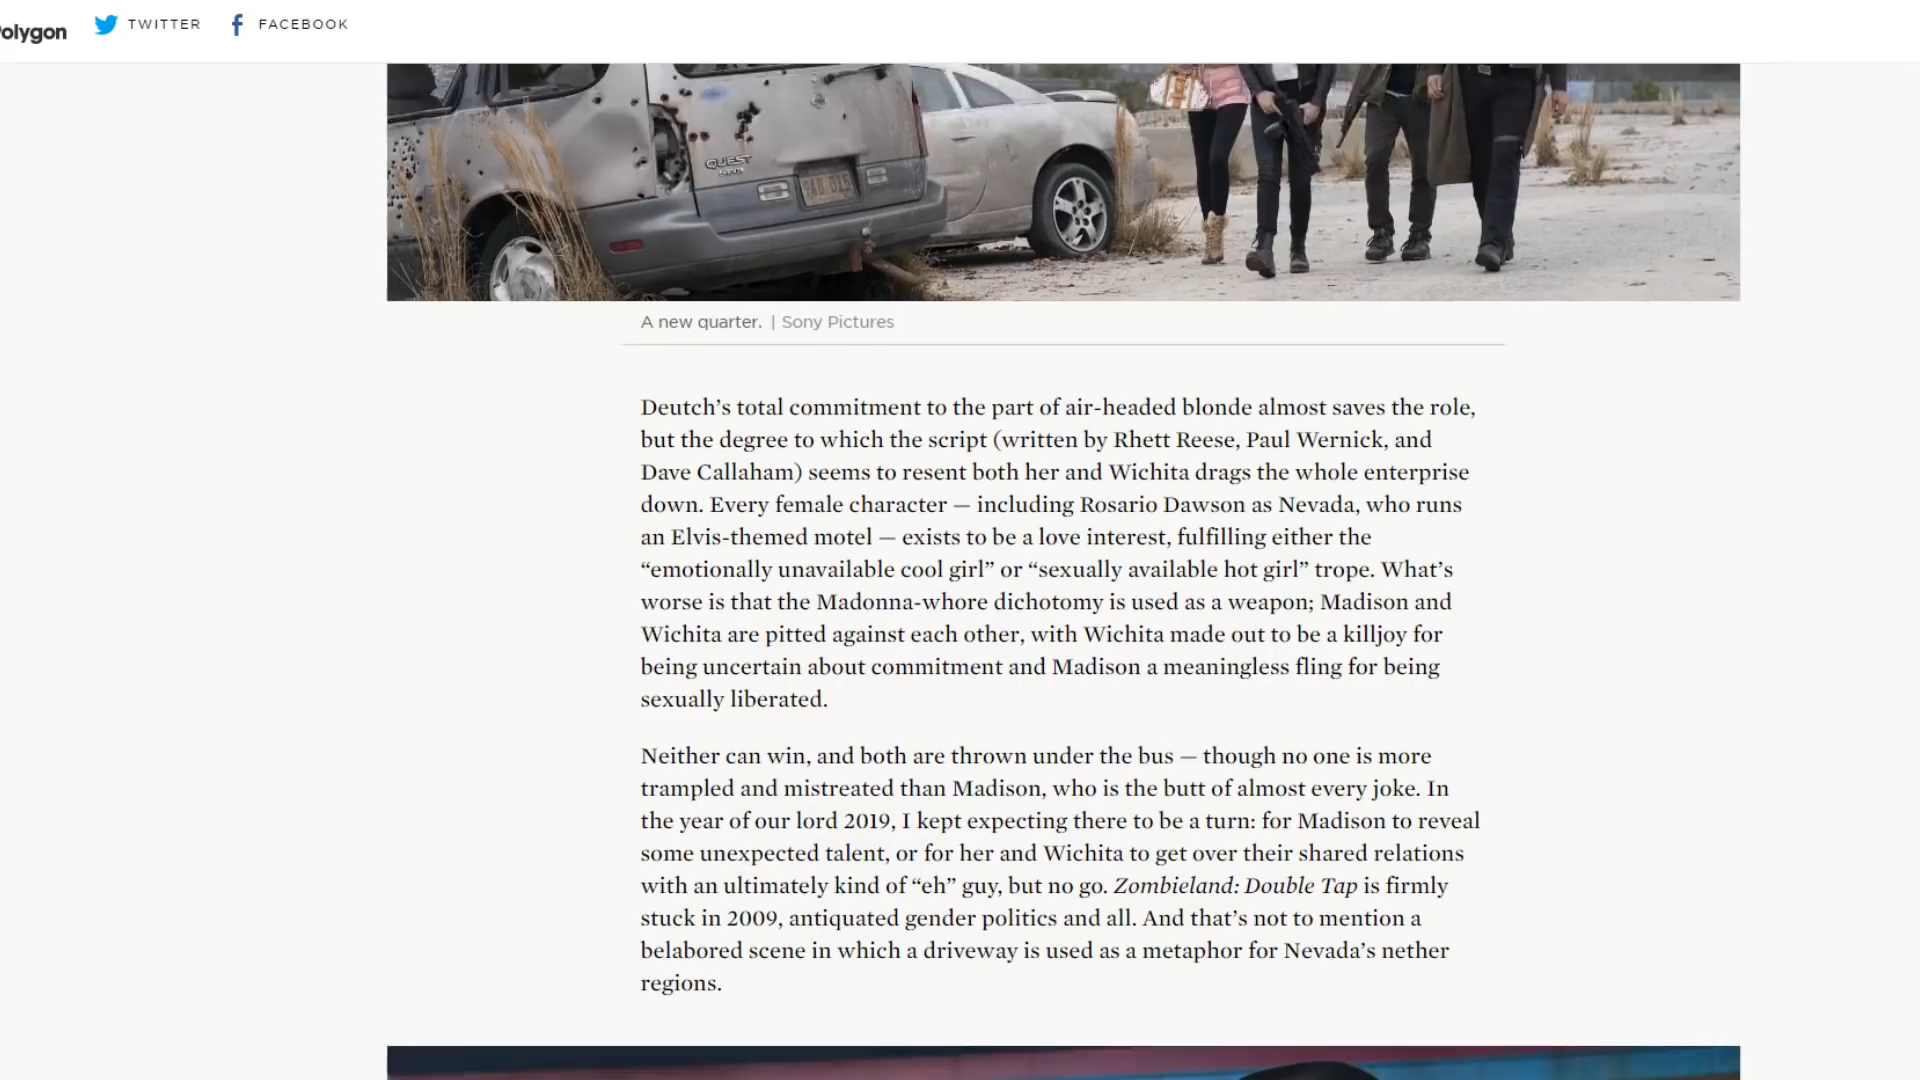 Polygon
TWITTER
FACEBOOK
QUEST
A new quarter. | Sony Pictures
Deutch’s total commitment to the part of air-headed blonde almost saves the role,
but the degree to which the script (written by Rhett Reese, Paul Wernick, and
Dave Callaham) seems to resent both her and Wichita drags the whole enterprise
down. Every female character — including Rosario Dawson as Nevada, who runs
an Elvis-themed motel — exists to be a love interest, fulfilling either the
“emotionally unavailable cool girl” or “sexually available hot girl” trope. What’s
worse is that the Madonna-whore dichotomy is used as a weapon; Madison and
Wichita are pitted against each other, with Wichita made out to be a killjoy for
being uncertain about commitment and Madison a meaningless fling for being
sexually liberated.
Neither can win, and both are thrown under the bus — though no one is more
trampled and mistreated than Madison, who is the butt of almost every joke. In
the year of our lord 2019, I kept expecting there to be a turn: for Madison to reveal
some unexpected talent, or for her and Wichita to get over their shared relations
with an ultimately kind of “eh” guy, but no go. Zombieland: Double Tap is firmly
stuck in 2009, antiquated gender politics and all. And that’s not to mention a
belabored scene in which a driveway is used as a metaphor for Nevada’s nether
regions.